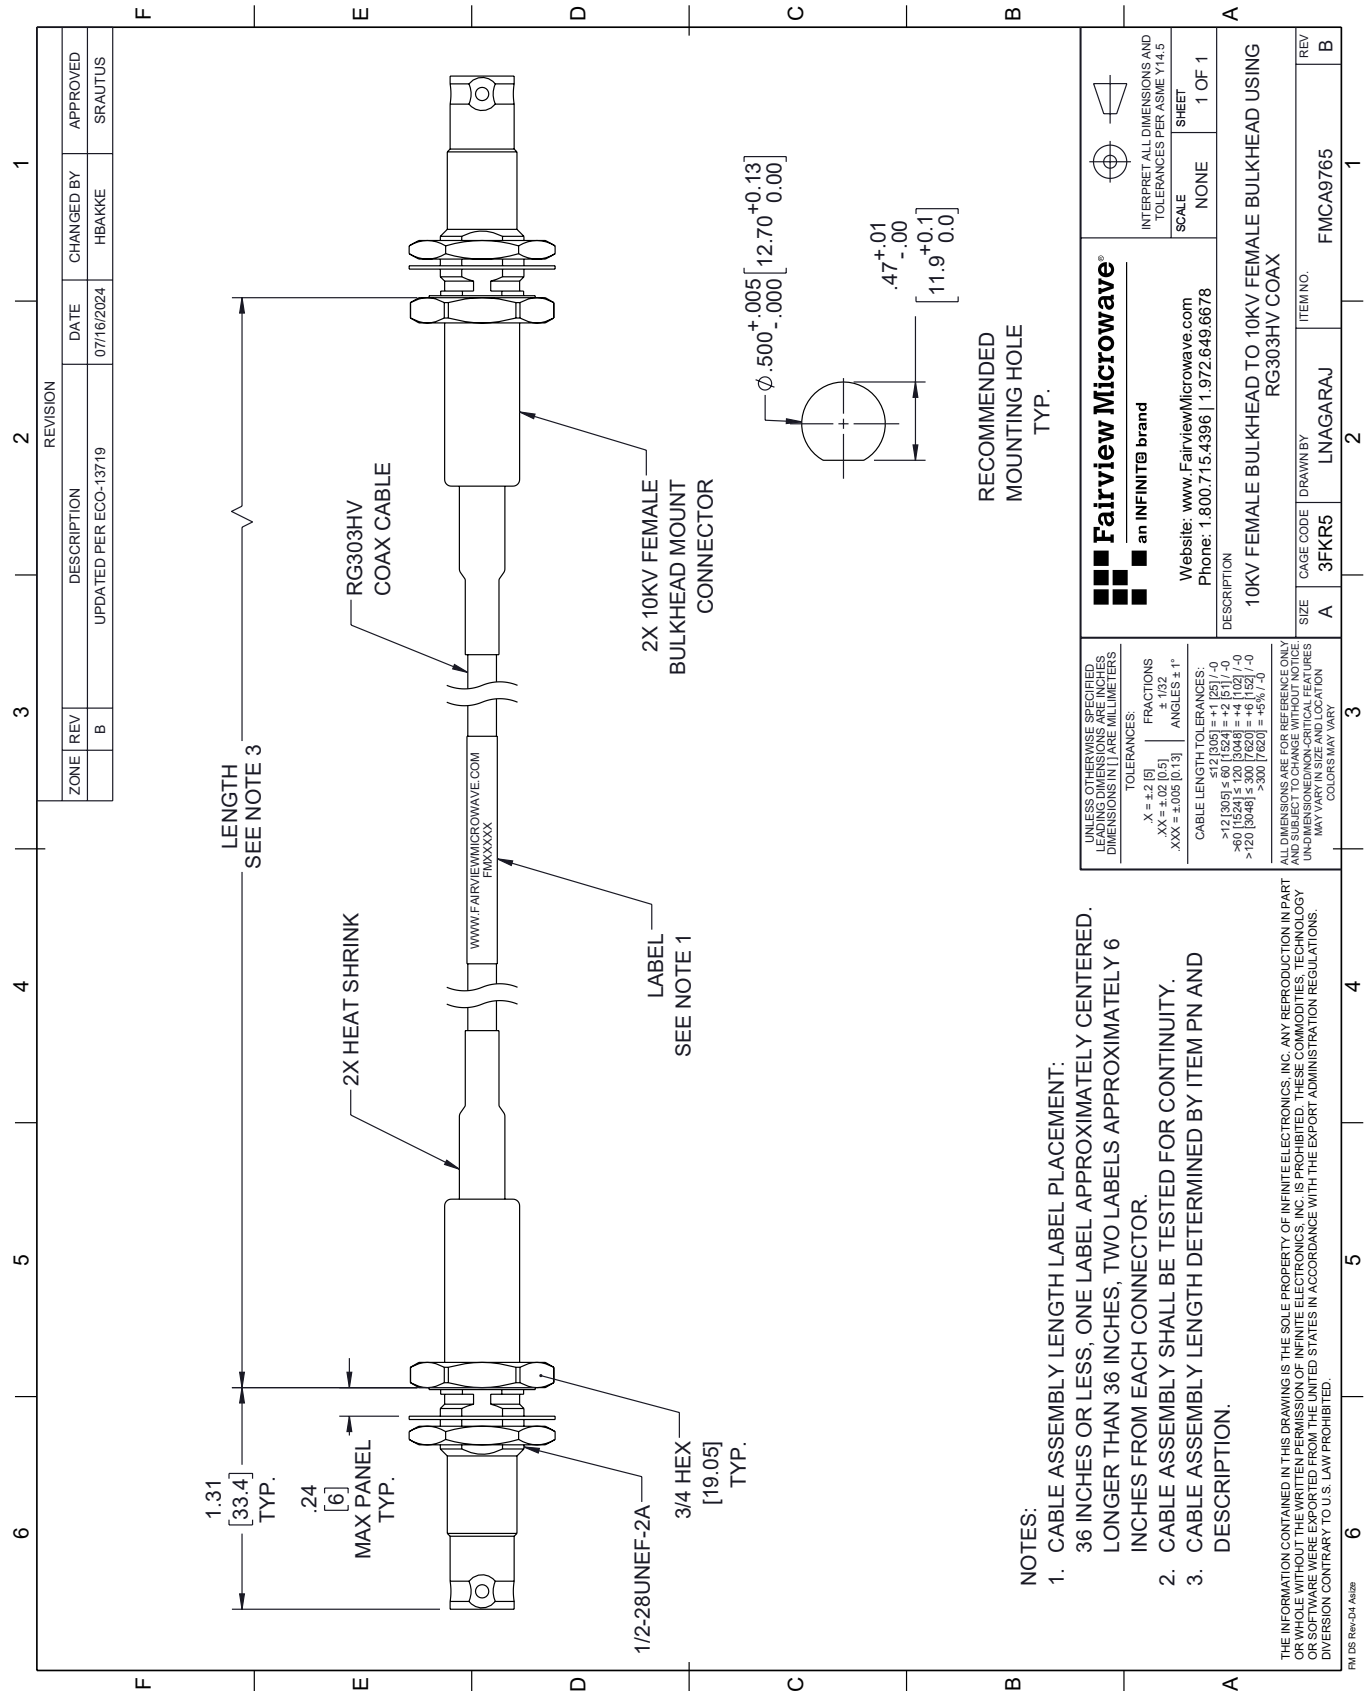 6
5
4
3
2
1
F
E
D
C
B
A
REVISION
ZONE
REV
DESCRIPTION
DATE
CHANGED BY
APPROVED
B
UPDATED PER ECO-13719
07/16/2024
HBAKKE
SRAUTUS
1.31
[33.4]
TYP.
LENGTH
SEE NOTE 3
.24
[6]
MAX PANEL
TYP.
2X HEAT SHRINK
RG303HV
COAX CABLE
WWW.FAIRVIEWMICROWAVE.COM
FMXXXXX
1/2-28UNEF-2A
3/4 HEX
[19.05]
TYP.
LABEL
SEE NOTE 1
2X 10KV FEMALE
BULKHEAD MOUNT
CONNECTOR
Ø.500 +.005 -.000 [12.70 +0.13 0.00]
.47 +.01 -.00
[11.9 +0.1 0.0]
RECOMMENDED
MOUNTING HOLE
TYP.
NOTES:
1. CABLE ASSEMBLY LENGTH LABEL PLACEMENT:
36 INCHES OR LESS, ONE LABEL APPROXIMATELY CENTERED.
LONGER THAN 36 INCHES, TWO LABELS APPROXIMATELY 6
INCHES FROM EACH CONNECTOR.
2. CABLE ASSEMBLY SHALL BE TESTED FOR CONTINUITY.
3. CABLE ASSEMBLY LENGTH DETERMINED BY ITEM PN AND
DESCRIPTION.
THE INFORMATION CONTAINED IN THIS DRAWING IS THE SOLE PROPERTY OF INFINITE ELECTRONICS, INC. ANY REPRODUCTION IN PART
OR WHOLE WITHOUT THE WRITTEN PERMISSION OF INFINITE ELECTRONICS, INC. IS PROHIBITED. THESE COMMODITIES, TECHNOLOGY
OR SOFTWARE WERE EXPORTED FROM THE UNITED STATES IN ACCORDANCE WITH THE EXPORT ADMINISTRATION REGULATIONS.
DIVERSION CONTRARY TO U.S. LAW PROHIBITED.
UNLESS OTHERWISE SPECIFIED
LEADING DIMENSIONS ARE INCHES
DIMENSIONS IN [ ] ARE MILLIMETERS
TOLERANCES:
.X = ±.2 [5]
.XX = ±.02 [0.5]
.XXX = ±.005 [0.13]
FRACTIONS
± 1/32
ANGLES ± 1°
CABLE LENGTH TOLERANCES:
≤12 [305] = +1 [25] / -0
>12 [305] ≤ 60 [1524] = +2 [51] / -0
>60 [1524] ≤ 120 [3048] = +4 [102] / -0
>120 [3048] ≤ 300 [7620] = +6 [152] / -0
>300 [7620] = +5% / -0
ALL DIMENSIONS ARE FOR REFERENCE ONLY
AND SUBJECT TO CHANGE WITHOUT NOTICE.
UN-DIMENSIONED/NON-CRITICAL FEATURES
MAY VARY IN SIZE AND LOCATION
COLORS MAY VARY
Fairview Microwave®
an INFINIT∞ brand
Website: www.FairviewMicrowave.com
Phone: 1.800.715.4396 | 1.972.649.6678
INTERPRET ALL DIMENSIONS AND
TOLERANCES PER ASME Y14.5
SCALE
NONE
SHEET
1 OF 1
DESCRIPTION
10KV FEMALE BULKHEAD TO 10KV FEMALE BULKHEAD USING
RG303HV COAX
SIZE
A
CAGE CODE
3FKR5
DRAWN BY
LNAGARAJ
ITEM NO.
FMCA9765
REV
B
F
E
D
C
B
A
6
5
4
3
2
1
FM DS Rev-D4 Asize